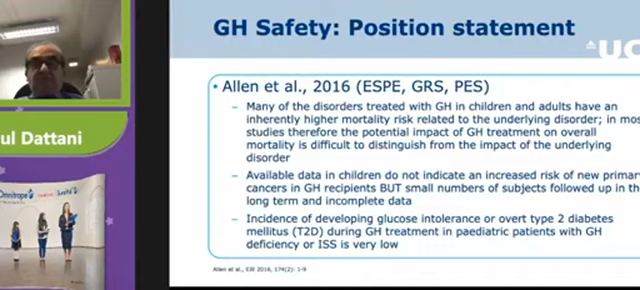 GH Safety: Position statement
UC
• Allen et al., 2016 (ESPE, GRS, PES)
– Many of the disorders treated with GH in children and adults have an
inherently higher mortality risk related to the underlying disorder; in mos
studies therefore the potential impact of GH treatment on overall
mortality is difficult to distinguish from the impact of the underlying
disorder
– Available data in children do not indicate an increased risk of new primary
cancers in GH recipients BUT small numbers of subjects followed up in th
long term and incomplete data
– Incidence of developing glucose intolerance or overt type 2 diabetes
mellitus (T2D) during GH treatment in paediatric patients with GH
deficiency or ISS is very low
Allen et al., EJE 2016, 174(2): 1-9
ul Dattani
Omnitrope